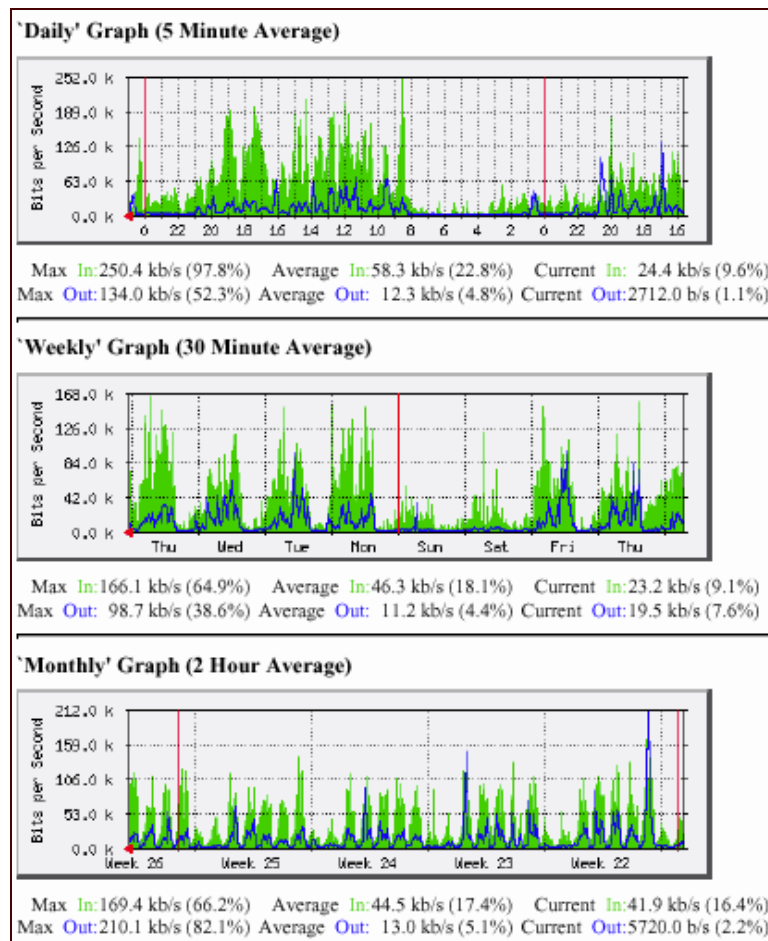 `Daily' Graph (5 Minute Average)
Bits per Second
252.0 k
189.0 k
126.0 k
63.0 k
0.0 k
0 22 20 18 16 14 12 10 8 6 4 2 0 22 20 18 16
Max In:250.4 kb/s (97.8%) Average In:58.3 kb/s (22.8%) Current In: 24.4 kb/s (9.6%)
Max Out:134.0 kb/s (52.3%) Average Out: 12.3 kb/s (4.8%) Current Out:2712.0 b/s (1.1%)
`Weekly' Graph (30 Minute Average)
Bits per Second
168.0 k
126.0 k
84.0 k
42.0 k
0.0 k
Thu Wed Tue Mon Sun Sat Fri Thu
Max In:166.1 kb/s (64.9%) Average In:46.3 kb/s (18.1%) Current In:23.2 kb/s (9.1%)
Max Out: 98.7 kb/s (38.6%) Average Out: 11.2 kb/s (4.4%) Current Out:19.5 kb/s (7.6%)
`Monthly' Graph (2 Hour Average)
Bits per Second
212.0 k
159.0 k
106.0 k
53.0 k
0.0 k
Week 26 Week 25 Week 24 Week 23 Week 22
Max In:169.4 kb/s (66.2%) Average In:44.5 kb/s (17.4%) Current In:41.9 kb/s (16.4%)
Max Out:210.1 kb/s (82.1%) Average Out: 13.0 kb/s (5.1%) Current Out:5720.0 b/s (2.2%)